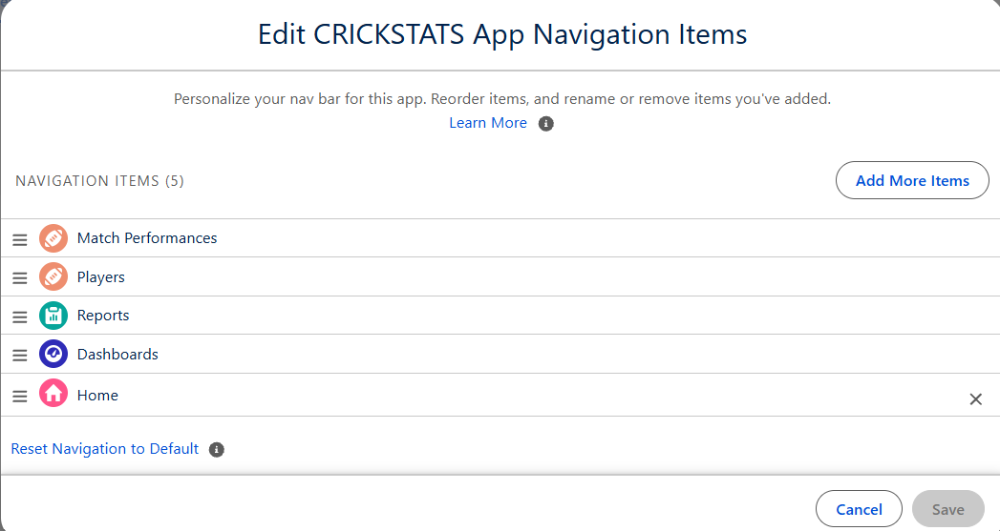 Edit CRICKSTATS App Navigation Items
Personalize your nav bar for this app. Reorder items, and rename or remove items you've added.
Learn More
NAVIGATION ITEMS (5)
Add More Items
Match Performances
Players
Reports
Dashboards
Home
Reset Navigation to Default
Cancel
Save